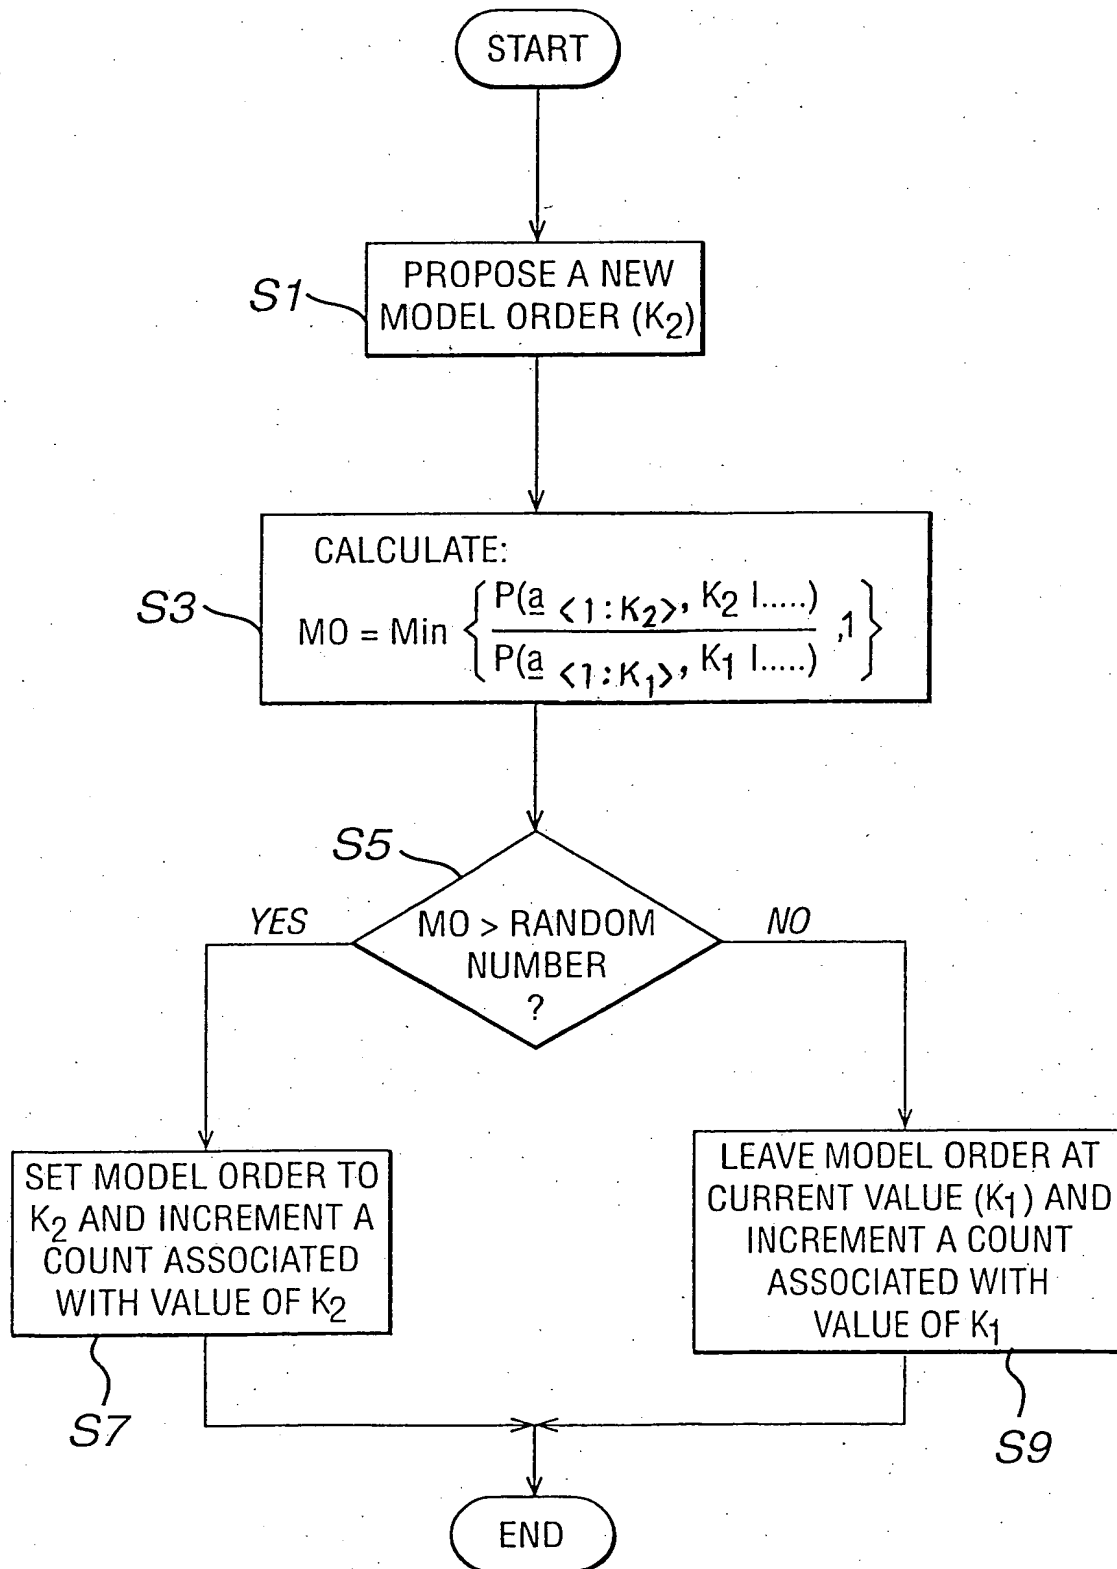 START
S1
PROPOSE A NEW
MODEL ORDER (K2)
S3
CALCULATE:
MO = Min { P(a <1:K2>, K2 |.....) / P(a <1:K1>, K1 |.....) ,1 }
S5
YES
MO > RANDOM
NUMBER
?
NO
SET MODEL ORDER TO
K2 AND INCREMENT A
COUNT ASSOCIATED
WITH VALUE OF K2
S7
LEAVE MODEL ORDER AT
CURRENT VALUE (K1) AND
INCREMENT A COUNT
ASSOCIATED WITH
VALUE OF K1
S9
END